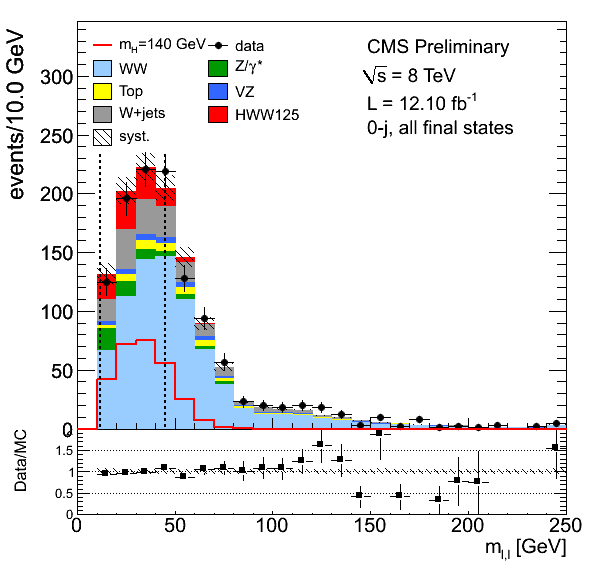 m_H=140 GeV data
WW Z/γ*
Top VZ
W+jets HWW125
syst.
CMS Preliminary
√s = 8 TeV
L = 12.10 fb⁻¹
0-j, all final states
events/10.0 GeV
300
250
200
150
100
50
0
Data/MC
1.5
1
0.5
0
0 50 100 150 200 250
m_l,l [GeV]